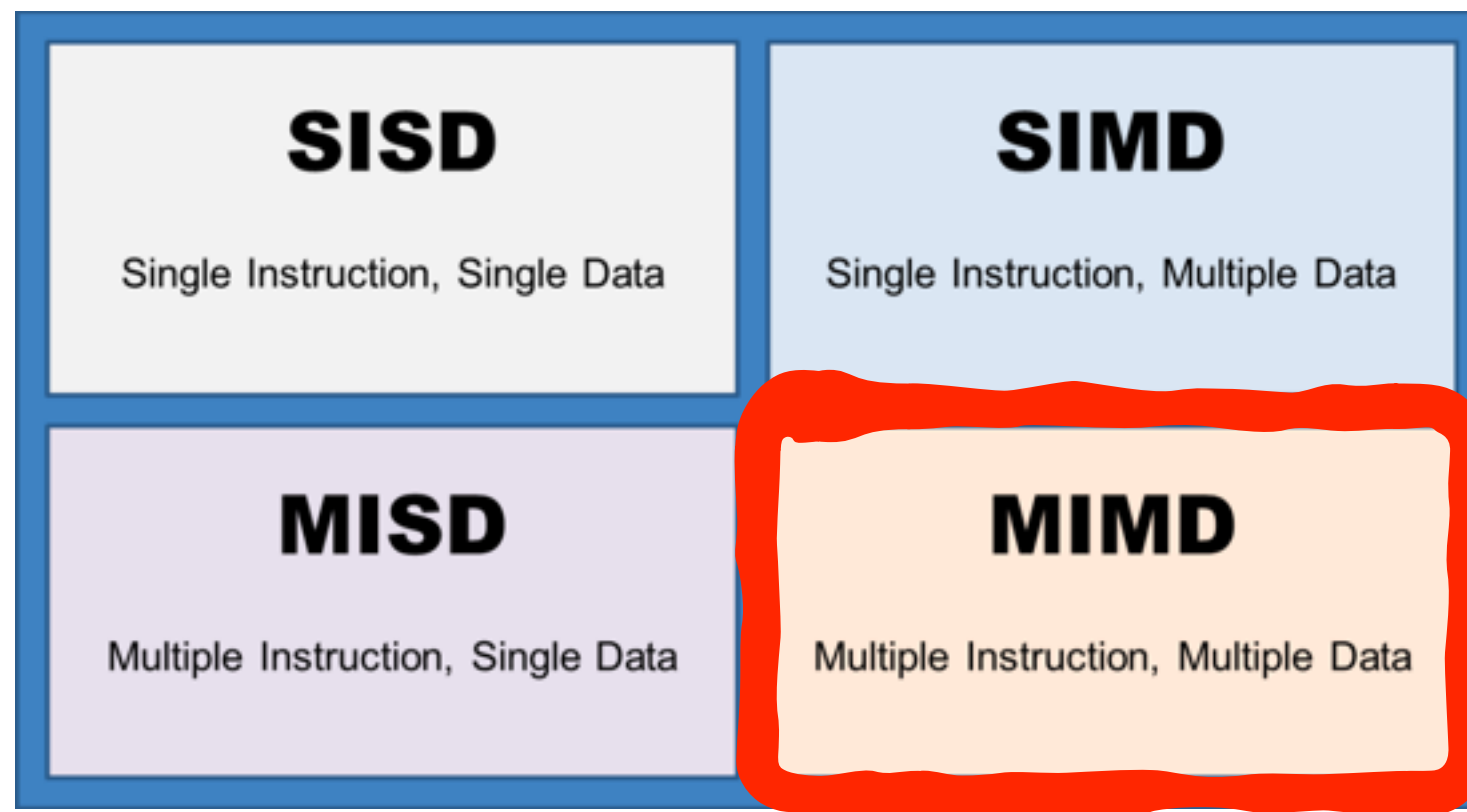 SISD
Single Instruction, Single Data
SIMD
Single Instruction, Multiple Data
MISD
Multiple Instruction, Single Data
MIMD
Multiple Instruction, Multiple Data